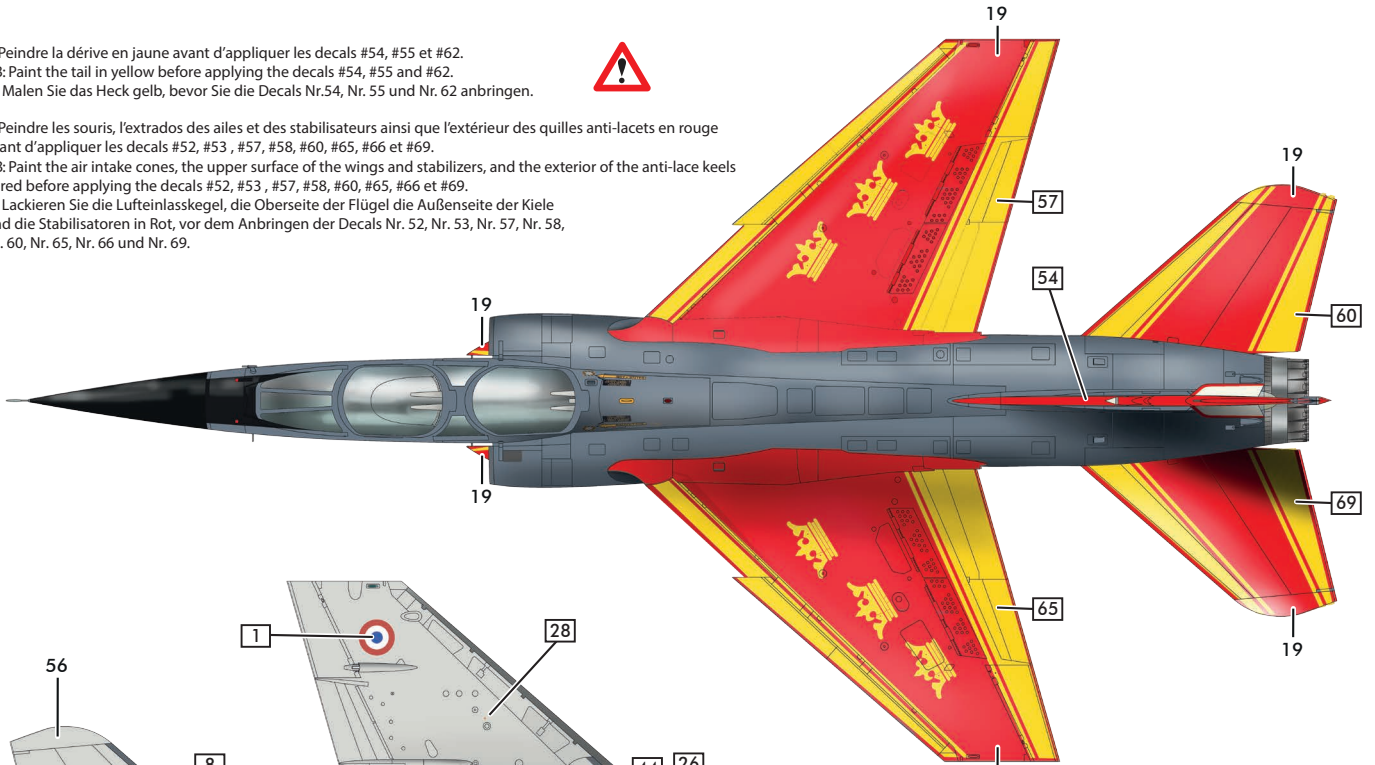 Peindre la dérive en jaune avant d'appliquer les decals #54, #55 et #62.
: Paint the tail in yellow before applying the decals #54, #55 and #62.
Malen Sie das Heck gelb, bevor Sie die Decals Nr.54, Nr. 55 und Nr. 62 anbringen.
Peindre les souris, l'extrados des ailes et des stabilisateurs ainsi que l'extérieur des quilles anti-lacets en rouge
ant d'appliquer les decals #52, #53 , #57, #58, #60, #65, #66 et #69.
: Paint the air intake cones, the upper surface of the wings and stabilizers, and the exterior of the anti-lace keels
red before applying the decals #52, #53 , #57, #58, #60, #65, #66 et #69.
Lackieren Sie die Lufteinlasskegel, die Oberseite der Flügel die Außenseite der Kiele
d die Stabilisatoren in Rot, vor dem Anbringen der Decals Nr. 52, Nr. 53, Nr. 57, Nr. 58,
. 60, Nr. 65, Nr. 66 und Nr. 69.
19
19
57
54
19
60
19
69
65
19
1
28
56
8
26